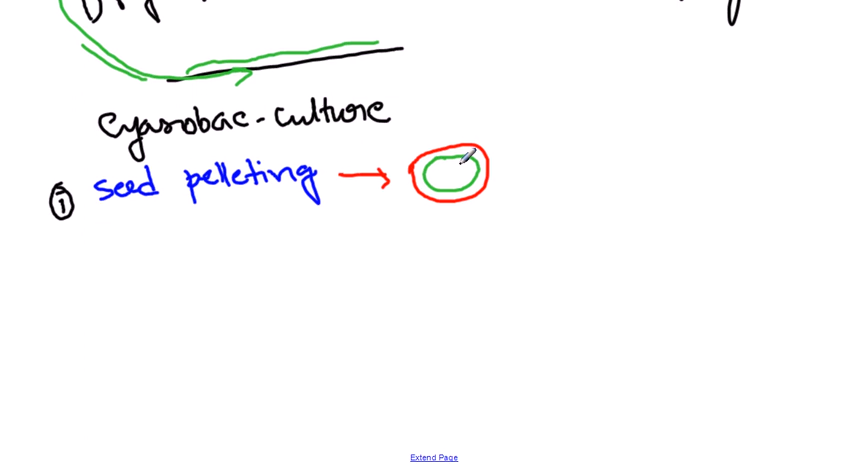 Cyanobac-culture
① seed pelleting →
Extend Page